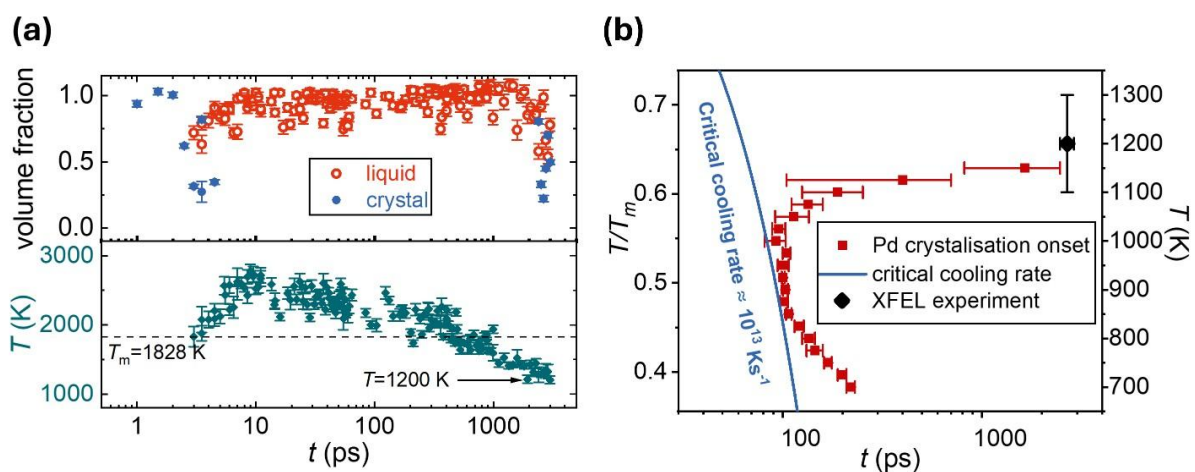 (a)
volume fraction
1.0
0.5
0.0
liquid
crystal
T (K)
3000
2000
1000
Tm=1828 K
T=1200 K
1
10
100
1000
t (ps)
(b)
T/Tm
0.7
0.6
0.5
0.4
Critical cooling rate ≈ 10¹³ Ks⁻¹
Pd crystalisation onset
critical cooling rate
XFEL experiment
1300
1200
1100
1000
900
800
700
T (K)
100
1000
t (ps)